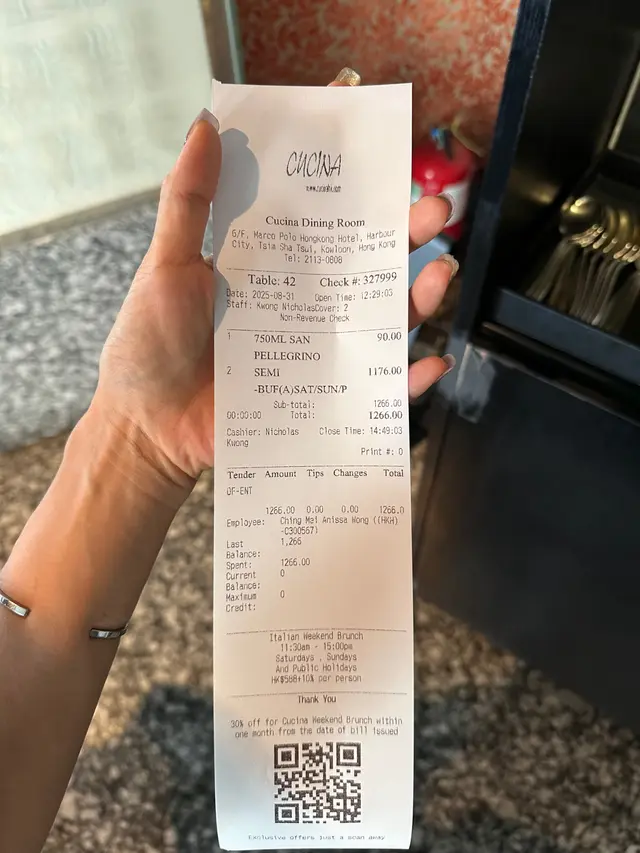 CUCINA
Cucina Dining Room
6/F. Marco Polo Hongkong Hotel, Harbour
City, Tsim Sha Tsui, Kowloon, Hong Kong
Tel: 2113-0808
Table: 42 Check #: 327999
Date: 2025-08-31 Open Time: 12:29:03
Staff: Kwong NicholasCover: 2
Non-Revenue Check
1 750ML SAN 90.00
PELLEGRINO
2 SEMI 1176.00
-BUF(A)SAT/SUN/P
Sub-total: 1266.00
00:00:00 Total: 1266.00
Cashier: Nicholas Close Time: 14:49:03
Kwong
Print #: 0
Tender Amount Tips Changes Total
OF-ENT
1266.00 0.00 0.00 1266.0
Employee: Ching Mei Anissa Wong ((HKH)
-C300567)
Last 1,266
Balance:
Spent: 1266.00
Current 0
Balance:
Maximum 0
Credit:
Italian Weekend Brunch
11:30am - 15:00pm
Saturdays , Sundays
And Public Holidays
HK$588+10% per person
Thank You
30% off for Cucina Weekend Brunch within
one month from the date of bill issued
Exclusive offers just a scan away